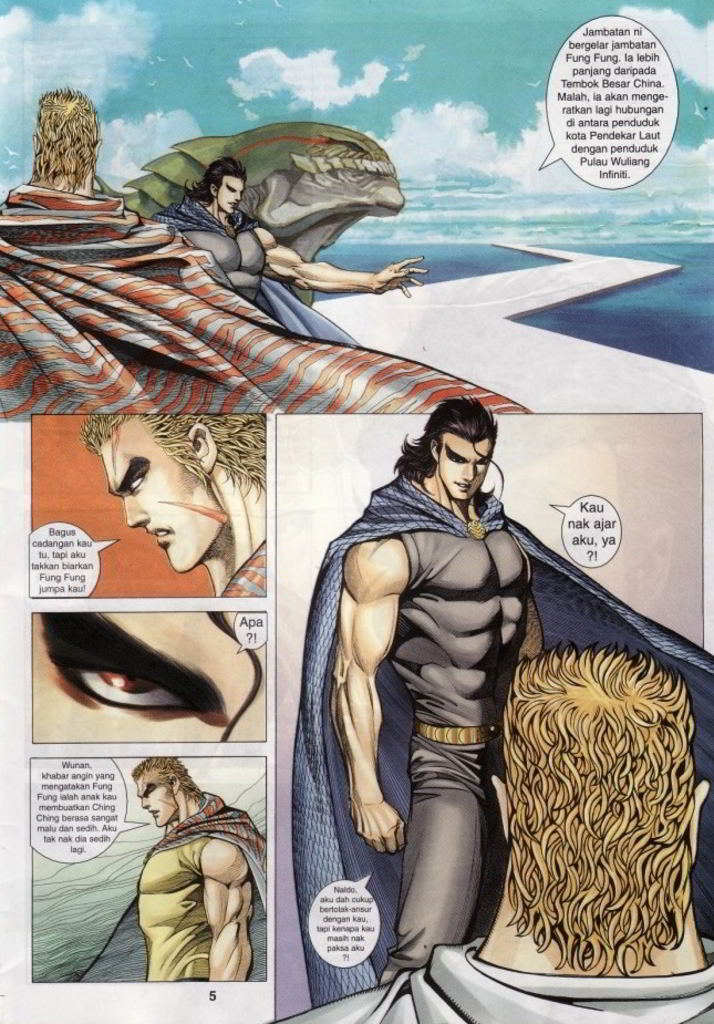 Jambatan ni
bergelar jambatan
Fung Fung. Ia lebih
panjang daripada
Tembok Besar China.
Malah, ia akan menge-
ratkan lagi hubungan
di antara penduduk
kota Pendekar Laut
dengan penduduk
Pulau Wuliang
Infiniti.
Bagus
cadangan kau
tu, tapi aku
takkan biarkan
Fung Fung
jumpa kau!
Apa
?!
Wunan,
khabar angin yang
mengatakan Fung
Fung ialah anak kau
membuatkan Ching
Ching berasa sangat
malu dan sedih. Aku
tak nak dia sedih
lagi.
Kau
nak ajar
aku, ya
?!
Naldo,
aku dah cukup
bertolak-ansur
dengan kau,
tapi kenapa kau
masih nak
paksa aku
?!
5